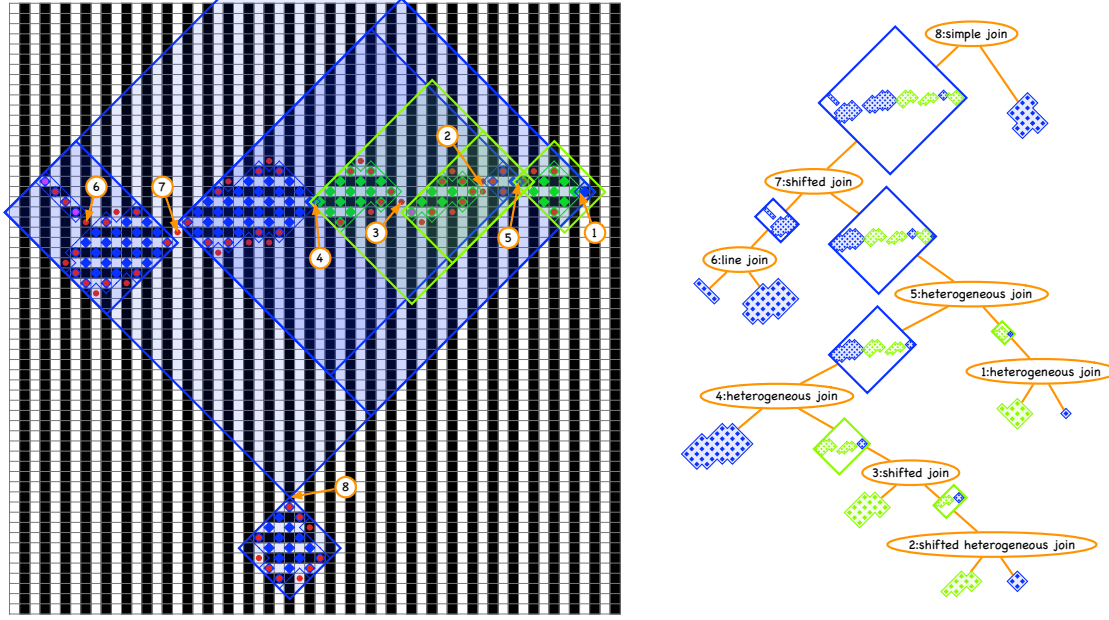 8:simple join
2
7:shifted join
6
7
1
3
5
4
6:line join
5:heterogeneous join
1:heterogeneous join
4:heterogeneous join
3:shifted join
8
2:shifted heterogeneous join